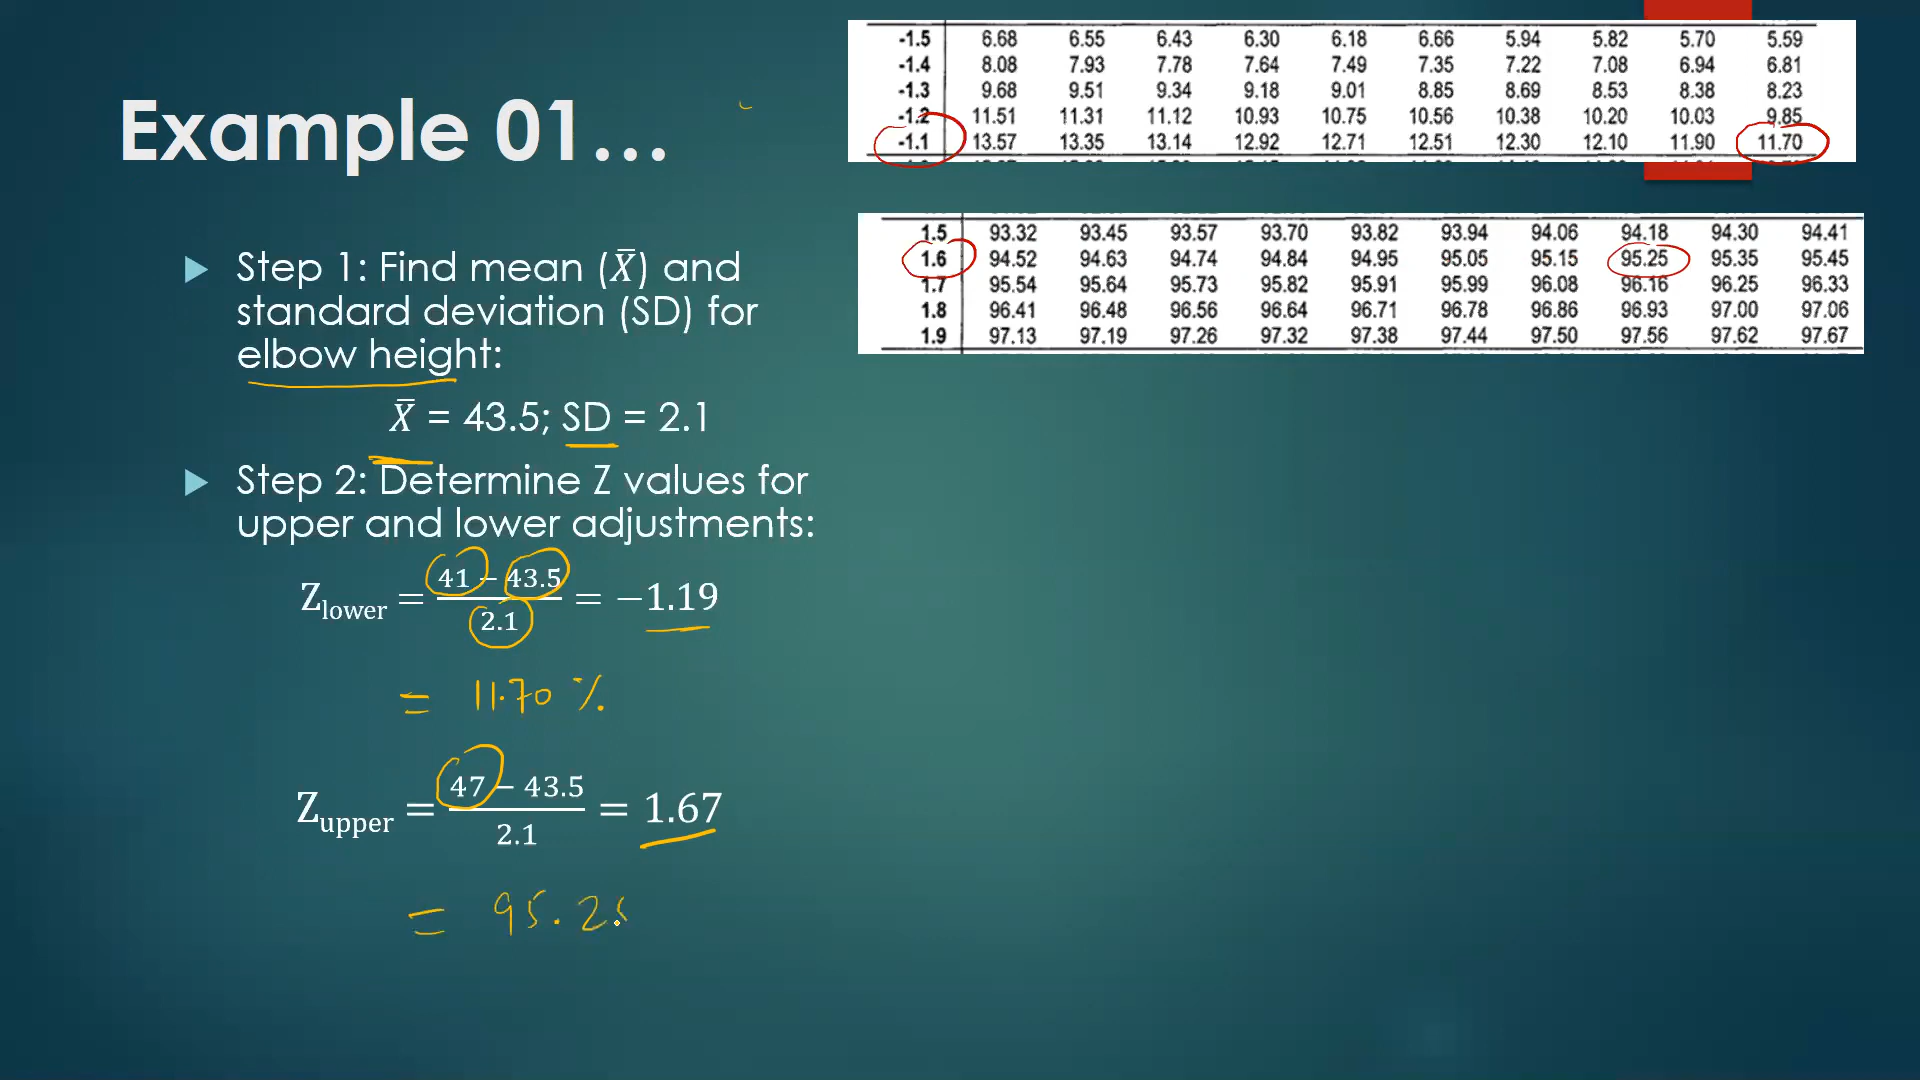 Example 01...
-1.5 6.68 6.55 6.43 6.30 6.18 6.66 5.94 5.82 5.70 5.59
-1.4 8.08 7.93 7.78 7.64 7.49 7.35 7.22 7.08 6.94 6.81
-1.3 9.68 9.51 9.34 9.18 9.01 8.85 8.69 8.53 8.38 8.23
-1.2 11.51 11.31 11.12 10.93 10.75 10.56 10.38 10.20 10.03 9.85
-1.1 13.57 13.35 13.14 12.92 12.71 12.51 12.30 12.10 11.90 11.70
1.5 93.32 93.45 93.57 93.70 93.82 93.94 94.06 94.18 94.30 94.41
1.6 94.52 94.63 94.74 94.84 94.95 95.05 95.15 95.25 95.35 95.45
1.7 95.54 95.64 95.73 95.82 95.91 95.99 96.08 96.16 96.25 96.33
1.8 96.41 96.48 96.56 96.64 96.71 96.78 96.86 96.93 97.00 97.06
1.9 97.13 97.19 97.26 97.32 97.38 97.44 97.50 97.56 97.62 97.67
Step 1: Find mean (X̄) and
standard deviation (SD) for
elbow height:
X̄ = 43.5; SD = 2.1
Step 2: Determine Z values for
upper and lower adjustments:
Z_lower = (41 − 43.5) / 2.1 = −1.19
= 11.70 %
Z_upper = (47 − 43.5) / 2.1 = 1.67
= 95.2